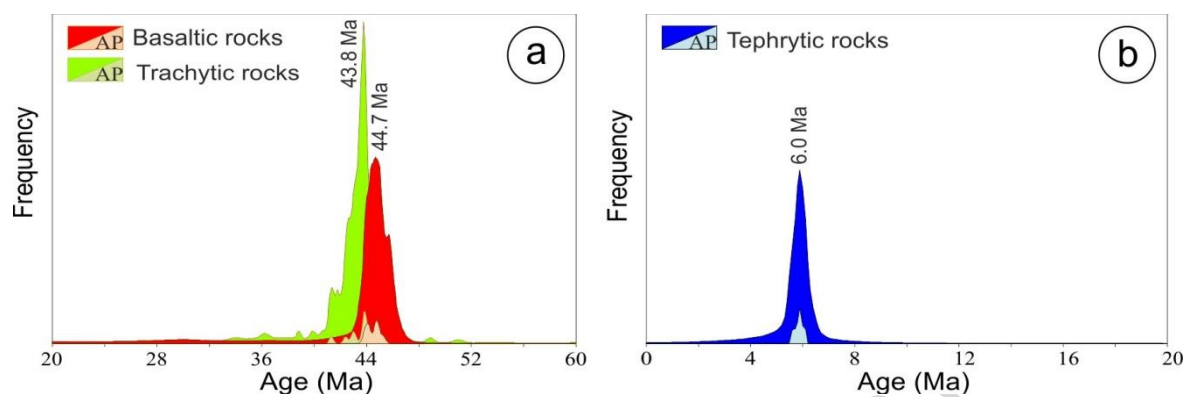 AP Basaltic rocks
AP Trachytic rocks
43.8 Ma
44.7 Ma
a
Frequency
20 28 36 44 52 60
Age (Ma)
AP Tephrytic rocks
6.0 Ma
b
Frequency
0 4 8 12 16 20
Age (Ma)